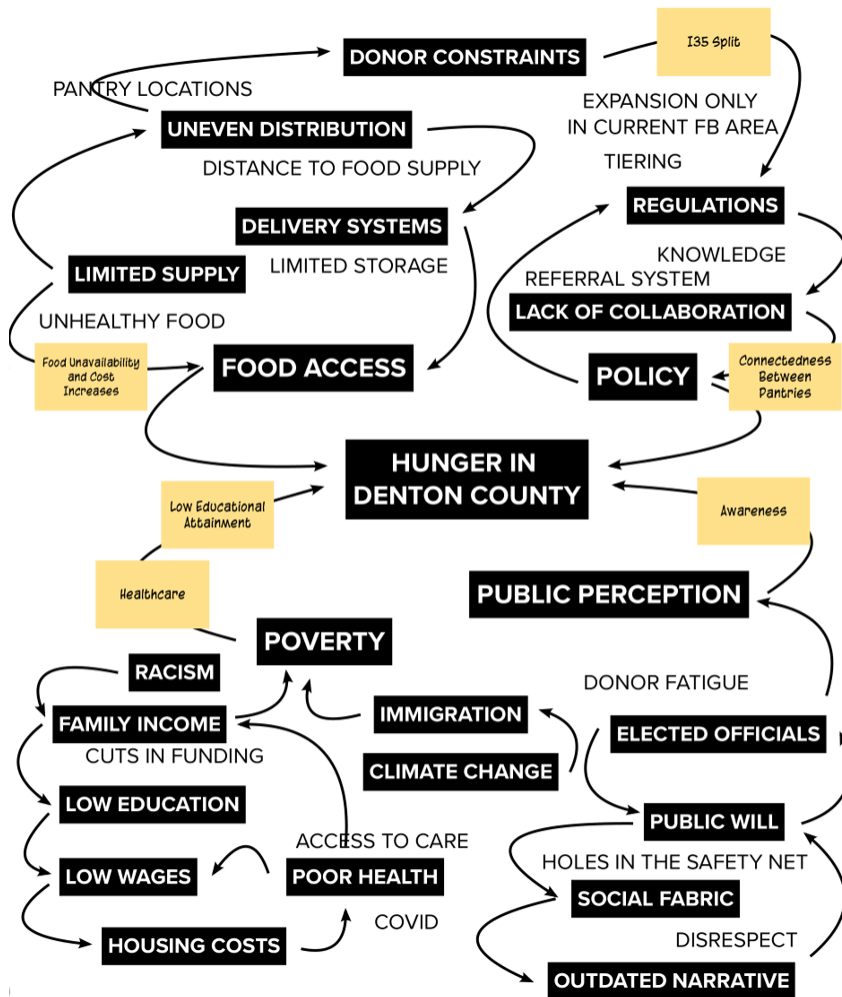 DONOR CONSTRAINTS
I35 Split
PANTRY LOCATIONS
EXPANSION ONLY
IN CURRENT FB AREA
UNEVEN DISTRIBUTION
DISTANCE TO FOOD SUPPLY
TIERING
REGULATIONS
DELIVERY SYSTEMS
LIMITED SUPPLY
LIMITED STORAGE
KNOWLEDGE
REFERRAL SYSTEM
LACK OF COLLABORATION
UNHEALTHY FOOD
Food Unavailability
and Cost
Increases
FOOD ACCESS
POLICY
Connectedness
Between
Pantries
HUNGER IN
DENTON COUNTY
Low Educational
Attainment
Awareness
Healthcare
PUBLIC PERCEPTION
POVERTY
RACISM
DONOR FATIGUE
FAMILY INCOME
IMMIGRATION
ELECTED OFFICIALS
CUTS IN FUNDING
CLIMATE CHANGE
LOW EDUCATION
PUBLIC WILL
ACCESS TO CARE
HOLES IN THE SAFETY NET
LOW WAGES
POOR HEALTH
SOCIAL FABRIC
COVID
HOUSING COSTS
DISRESPECT
OUTDATED NARRATIVE